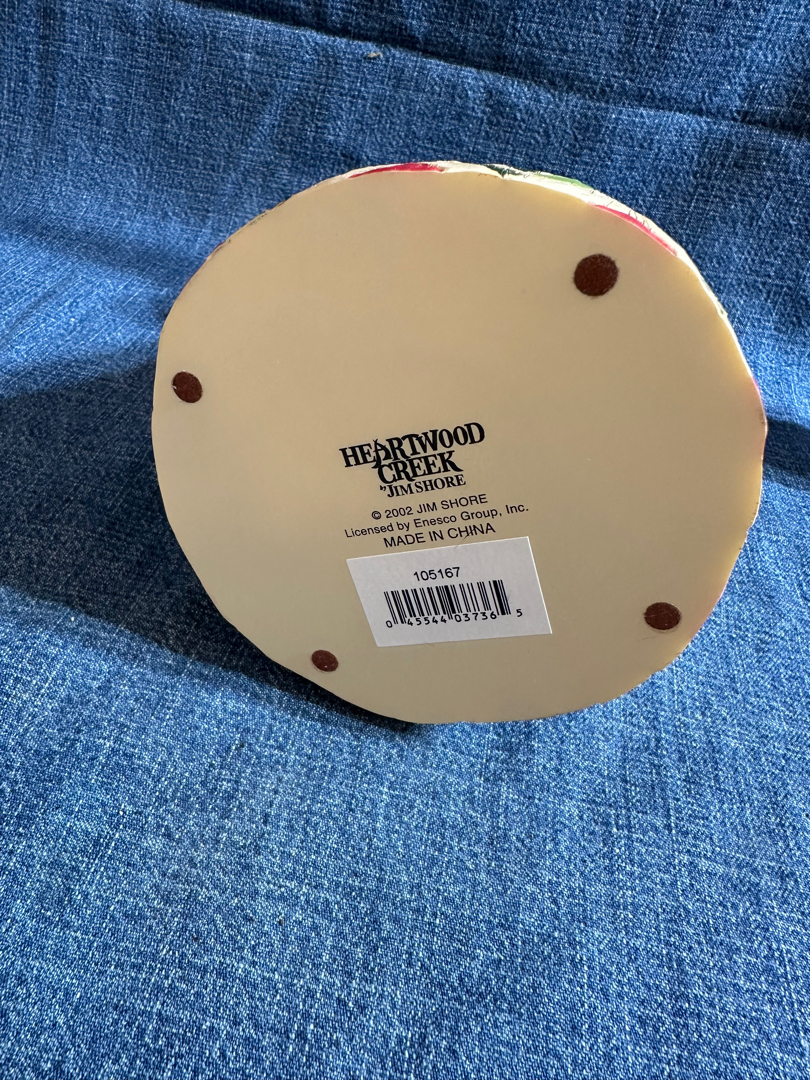 HEARTWOOD
CREEK
by JIM SHORE
© 2002 JIM SHORE
Licensed by Enesco Group, Inc.
MADE IN CHINA
105167
0 45544 03736 5